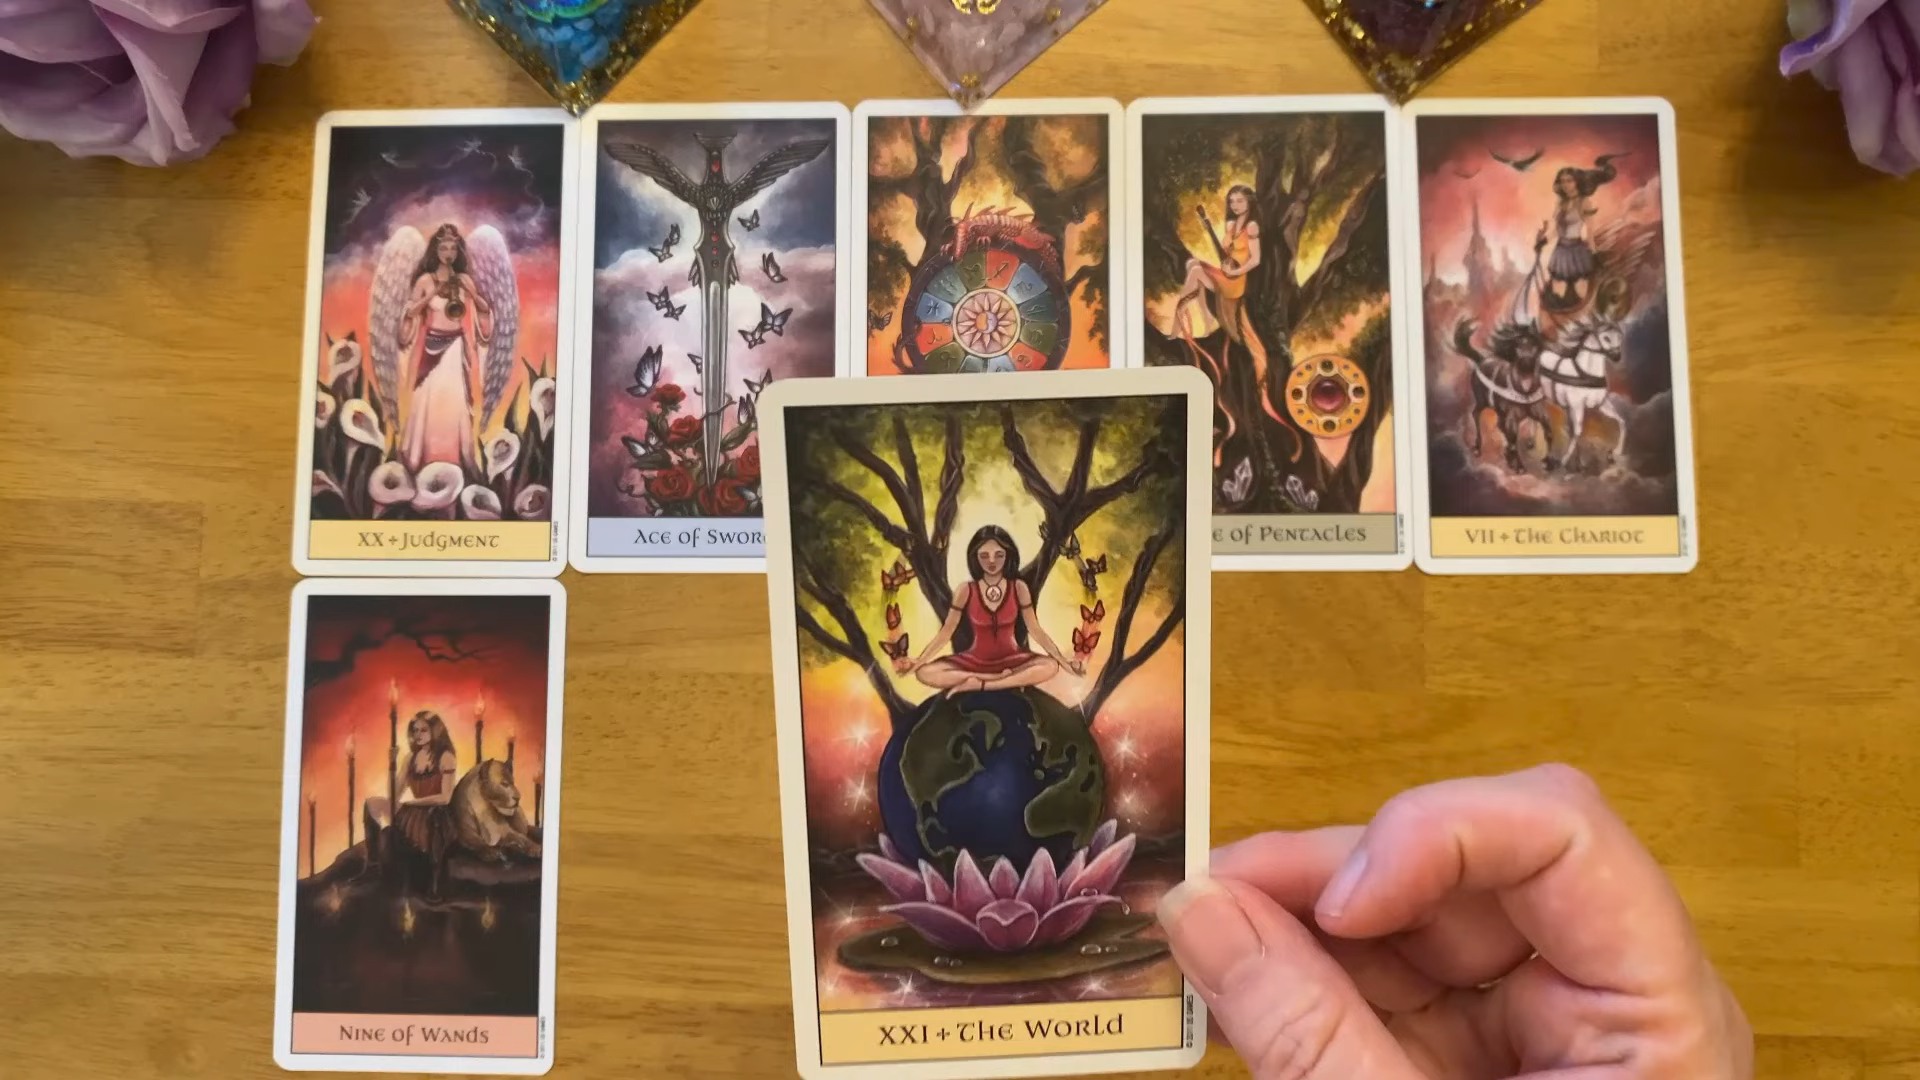 XX + JUDGMENT
ACE OF SWOR
E OF PENTACLES
VII + THE CHARIOT
NINE OF WANDS
XXI + THE WORLD